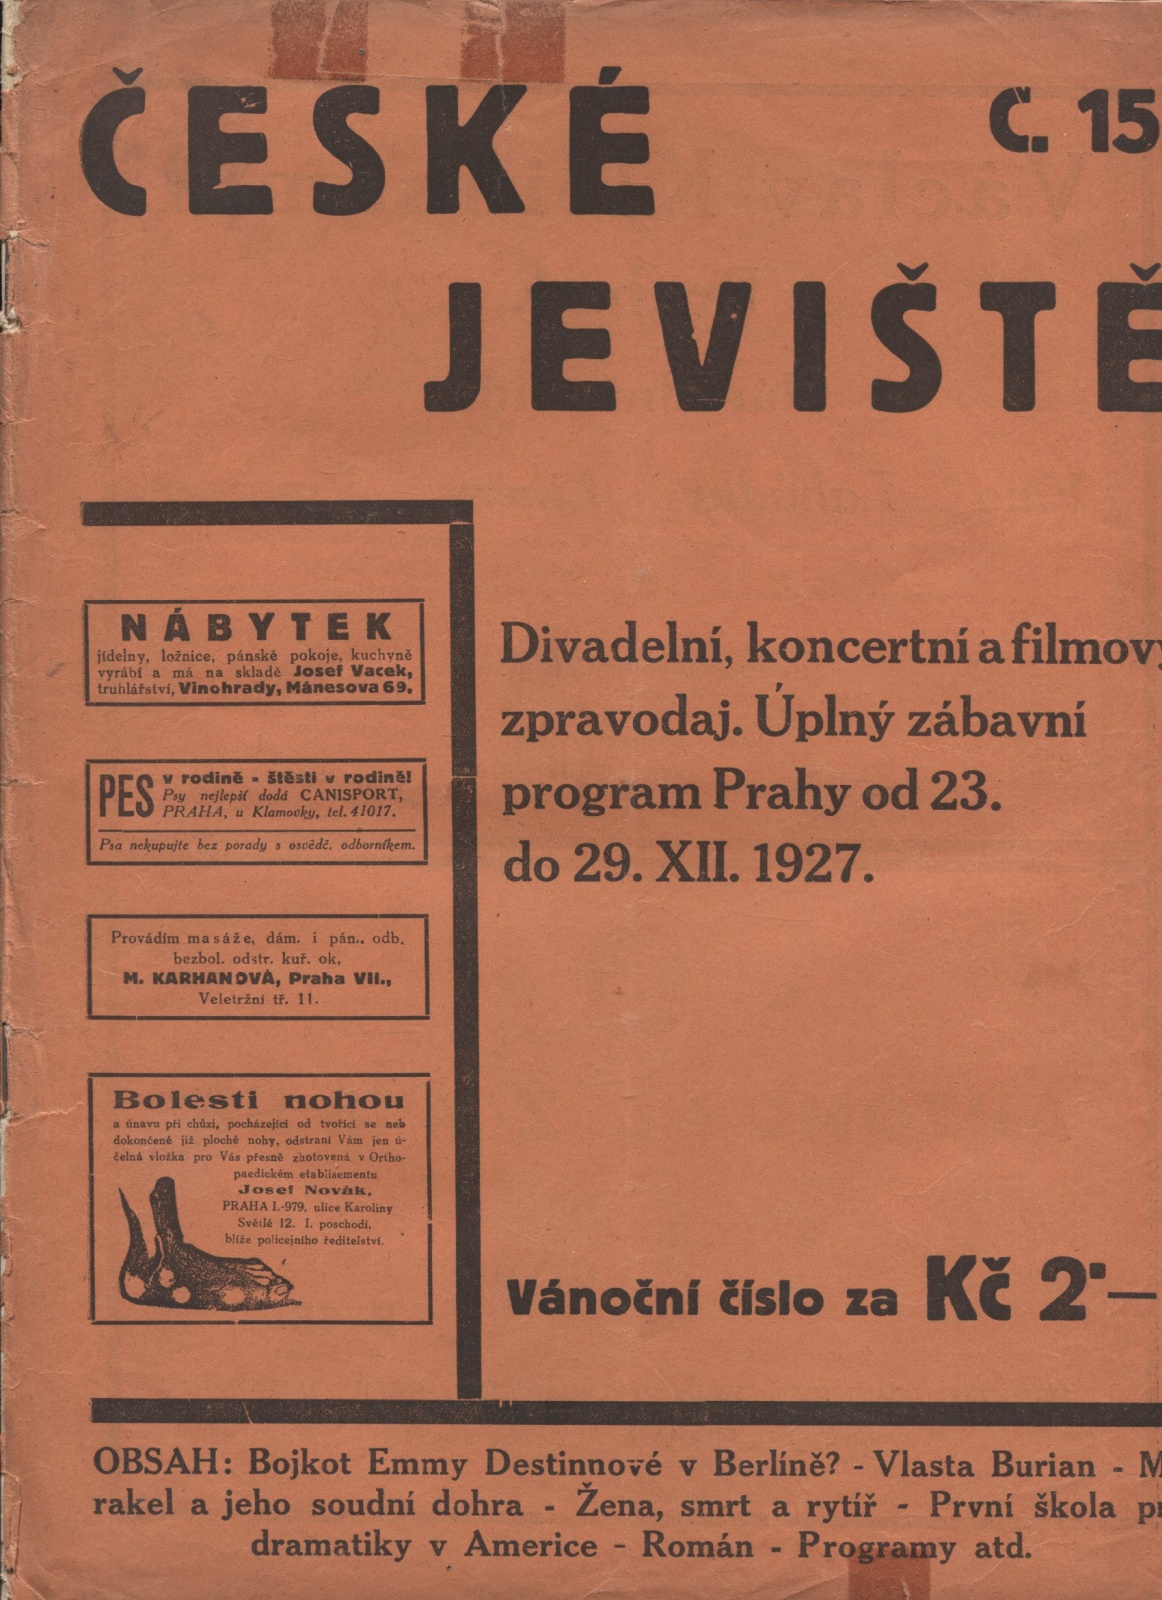 ČESKÉ
Č. 15
JEVIŠTĚ
NÁBYTEK
jídelny, ložnice, pánské pokoje, kuchyně
vyrábí a má na skladě Josef Vacek,
truhlářství, Vinohrady, Mánesova 69.
PES v rodině - štěstí v rodině!
Psy nejlepší dodá CANISPORT,
PRAHA, u Klamovky, tel. 41017.
Psa nekupujte bez porady s osvědč. odborníkem.
Provádím masáže, dám. i pán., odb.
bezbol. odstr. kuř. ok,
M. KARHANOVÁ, Praha VII.,
Veletržní tř. 11.
Bolesti nohou
a únavu při chůzi, pocházející od tvořící se neb
dokončené již ploché nohy, odstraní Vám jen ú-
čelná vložka pro Vás přesně zhotovená v Ortho-
paedickém etablisementu
Josef Novák,
PRAHA I.-979, ulice Karoliny
Světlé 12. I. poschodí,
blíže policejního ředitelství.
Divadelní, koncertní a filmový
zpravodaj. Úplný zábavní
program Prahy od 23.
do 29. XII. 1927.
Vánoční číslo za Kč 2·—
OBSAH: Bojkot Emmy Destinnové v Berlíně? - Vlasta Burian - M
rakel a jeho soudní dohra - Žena, smrt a rytíř - První škola pr
dramatiky v Americe - Román - Programy atd.